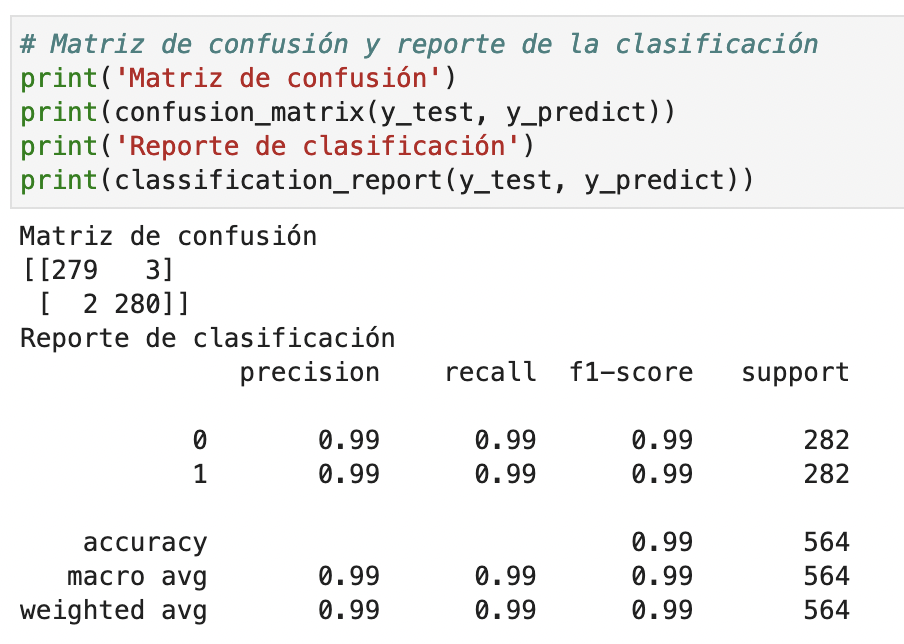 # Matriz de confusión y reporte de la clasificación
print('Matriz de confusión')
print(confusion_matrix(y_test, y_predict))
print('Reporte de clasificación')
print(classification_report(y_test, y_predict))
Matriz de confusión
[[279   3]
 [  2 280]]
Reporte de clasificación
              precision    recall  f1-score   support

           0       0.99      0.99      0.99       282
           1       0.99      0.99      0.99       282

    accuracy                           0.99       564
   macro avg       0.99      0.99      0.99       564
weighted avg       0.99      0.99      0.99       564